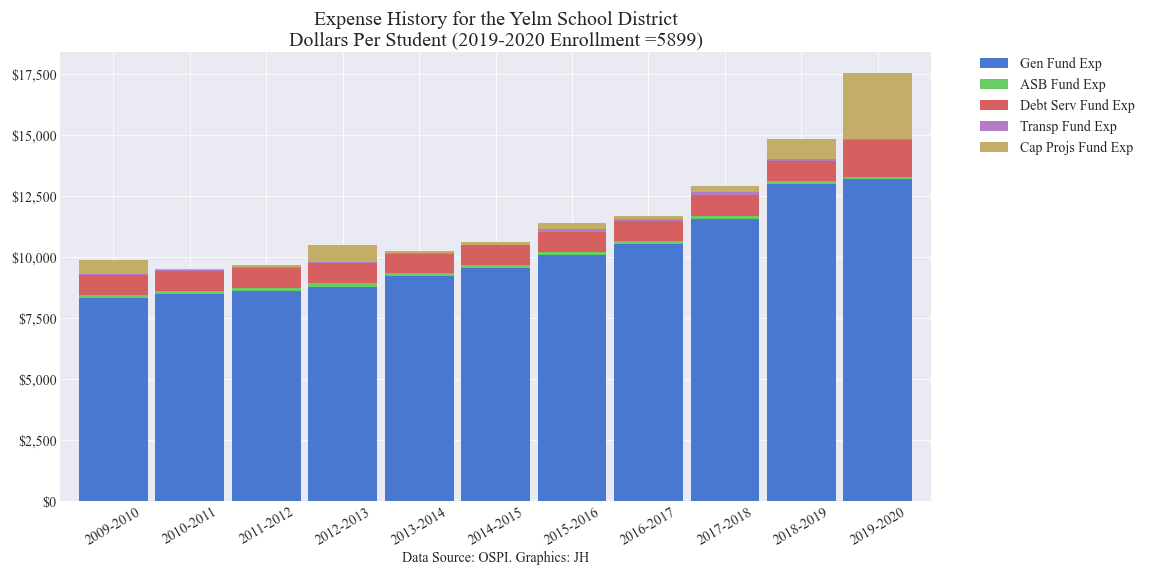 Expense History for the Yelm School District
Dollars Per Student (2019-2020 Enrollment =5899)
$17,500
$15,000
$12,500
$10,000
$7,500
$5,000
$2,500
$0
2009-2010
2010-2011
2011-2012
2012-2013
2013-2014
2014-2015
2015-2016
2016-2017
2017-2018
2018-2019
2019-2020
Data Source: OSPI. Graphics: JH
Gen Fund Exp
ASB Fund Exp
Debt Serv Fund Exp
Transp Fund Exp
Cap Projs Fund Exp